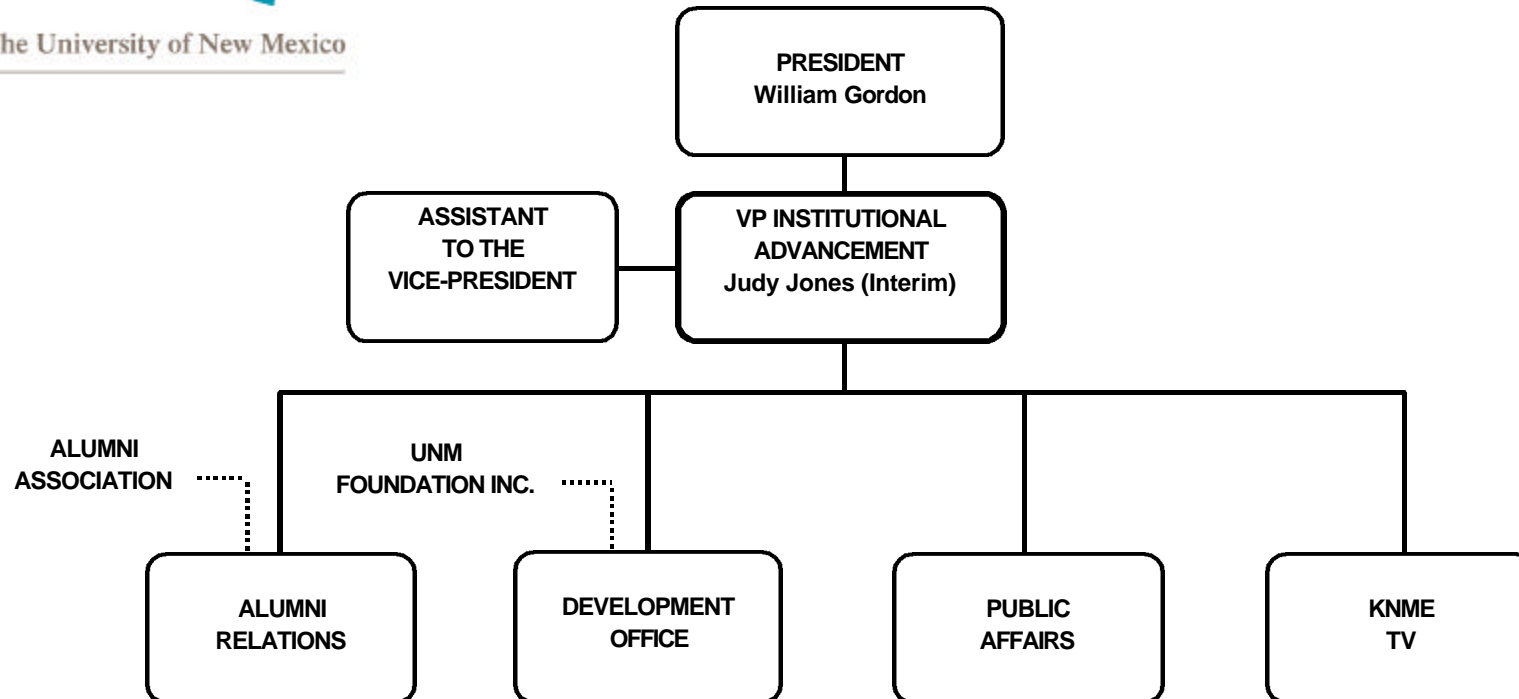 he University of New Mexico
PRESIDENT
William Gordon
ASSISTANT
TO THE
VICE-PRESIDENT
VP INSTITUTIONAL
ADVANCEMENT
Judy Jones (Interim)
ALUMNI
ASSOCIATION
UNM
FOUNDATION INC.
ALUMNI
RELATIONS
DEVELOPMENT
OFFICE
PUBLIC
AFFAIRS
KNME
TV